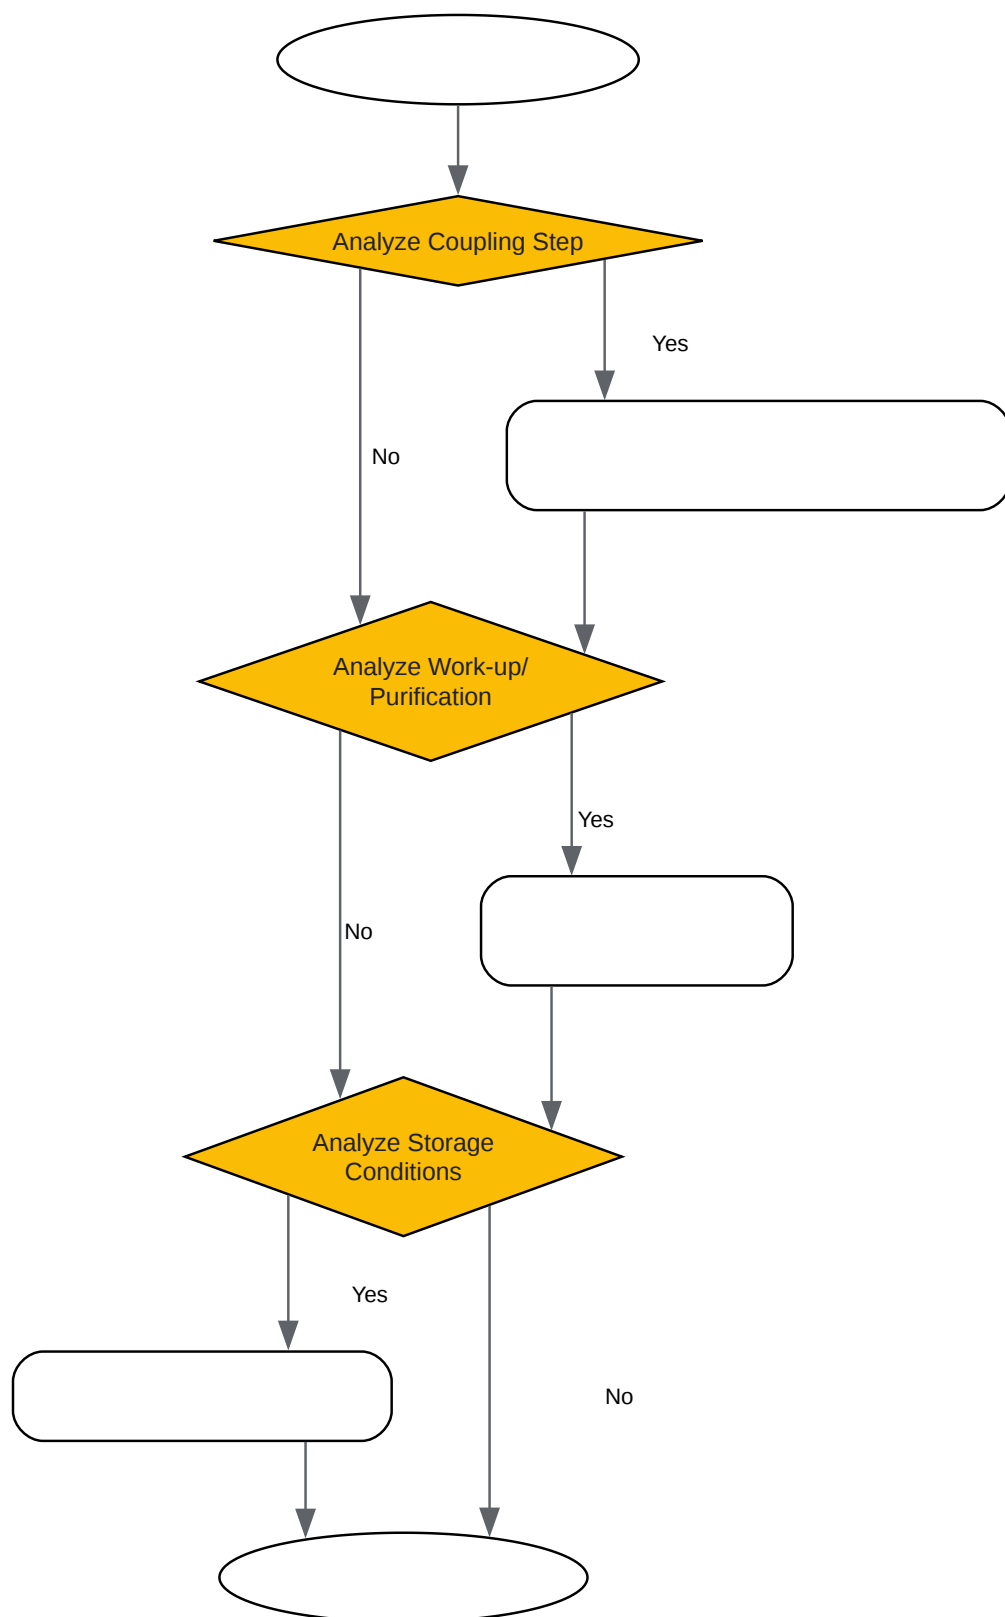 Analyze Coupling Step
Yes
No
Analyze Work-up/
Purification
Yes
No
Analyze Storage
Conditions
Yes
No